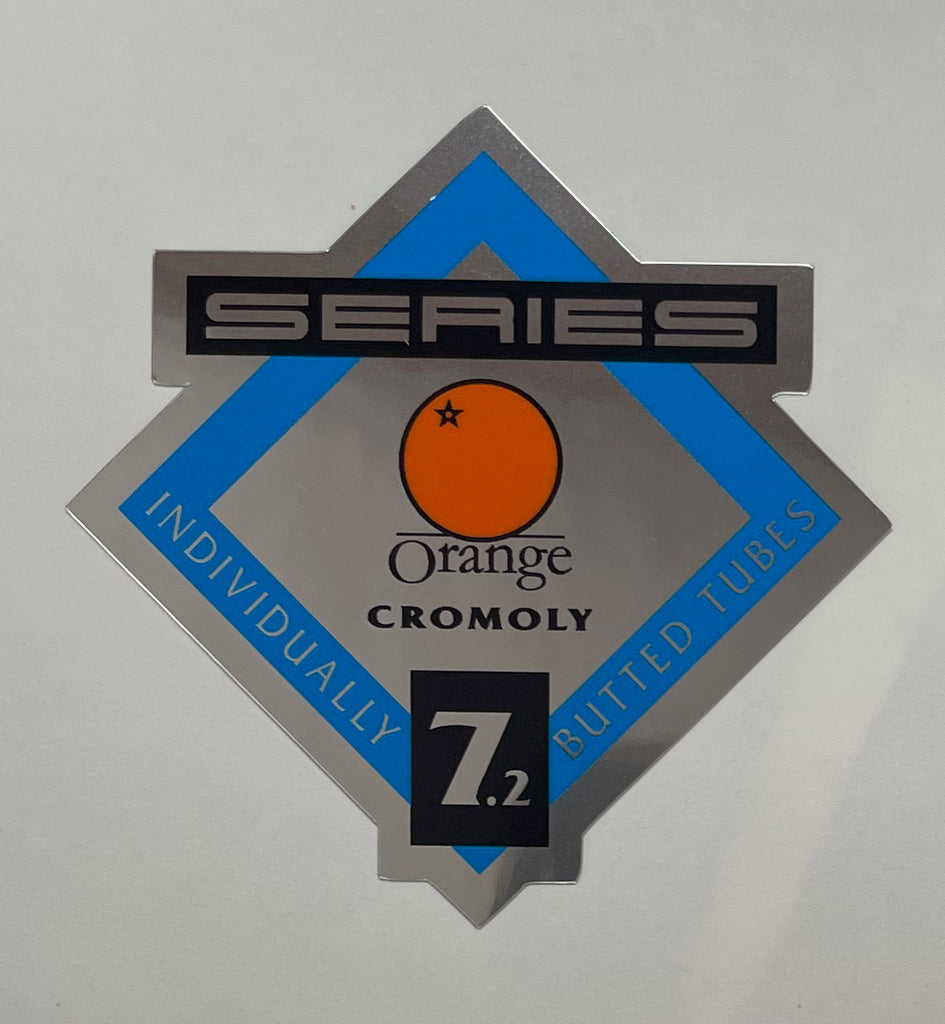 SERIES
Orange
CROMOLY
INDIVIDUALLY
BUTTED TUBES
7.2